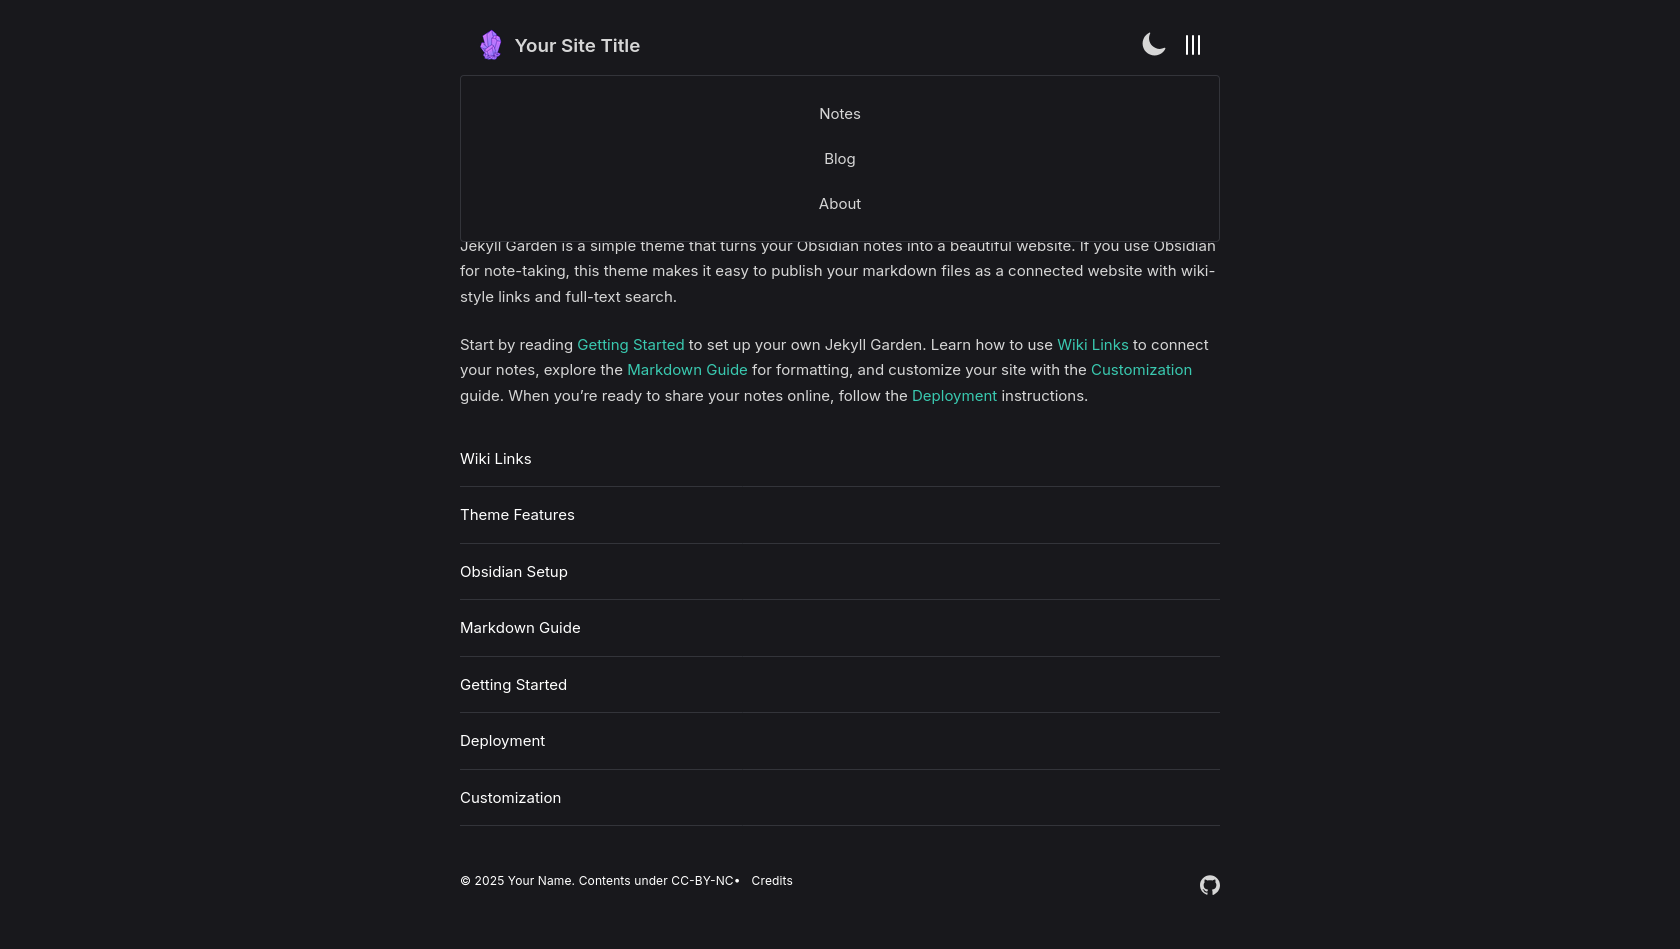 Your Site Title
Notes
Blog
About
Jekyll Garden is a simple theme that turns your Obsidian notes into a beautiful website. If you use Obsidian
for note-taking, this theme makes it easy to publish your markdown files as a connected website with wiki-
style links and full-text search.
Start by reading Getting Started to set up your own Jekyll Garden. Learn how to use Wiki Links to connect
your notes, explore the Markdown Guide for formatting, and customize your site with the Customization
guide. When you’re ready to share your notes online, follow the Deployment instructions.
Wiki Links
Theme Features
Obsidian Setup
Markdown Guide
Getting Started
Deployment
Customization
© 2025 Your Name. Contents under CC-BY-NC• Credits